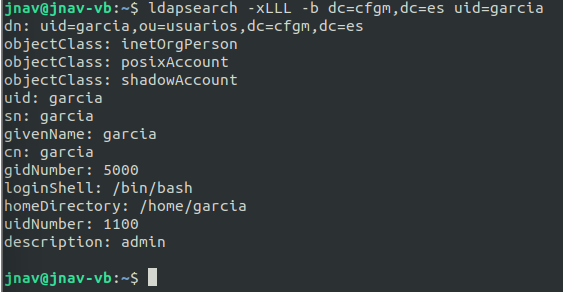 jnav@jnav-vb:~$ ldapsearch -xLLL -b dc=cfgm,dc=es uid=garcia
dn: uid=garcia,ou=usuarios,dc=cfgm,dc=es
objectClass: inetOrgPerson
objectClass: posixAccount
objectClass: shadowAccount
uid: garcia
sn: garcia
givenName: garcia
cn: garcia
gidNumber: 5000
loginShell: /bin/bash
homeDirectory: /home/garcia
uidNumber: 1100
description: admin
jnav@jnav-vb:~$